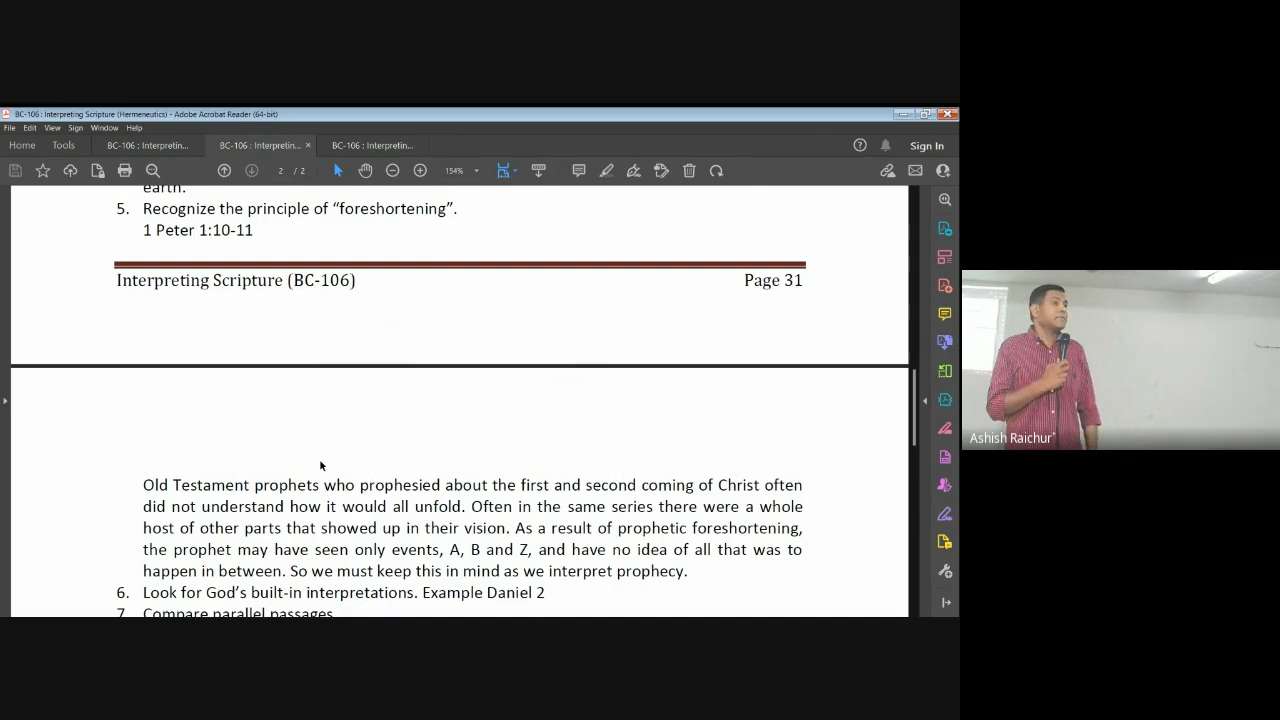 BC-106 : Interpreting Scripture (Hermeneutics) - Adobe Acrobat Reader (64-bit)
File Edit View Sign Window Help
Home Tools BC-106 : Interpretin... BC-106 : Interpretin... × BC-106 : Interpretin... Sign In
2 / 2 154%
earth.
5. Recognize the principle of “foreshortening”.
1 Peter 1:10-11
Interpreting Scripture (BC-106) Page 31
Old Testament prophets who prophesied about the first and second coming of Christ often
did not understand how it would all unfold. Often in the same series there were a whole
host of other parts that showed up in their vision. As a result of prophetic foreshortening,
the prophet may have seen only events, A, B and Z, and have no idea of all that was to
happen in between. So we must keep this in mind as we interpret prophecy.
6. Look for God’s built-in interpretations. Example Daniel 2
7. Compare parallel passages
Ashish Raichur